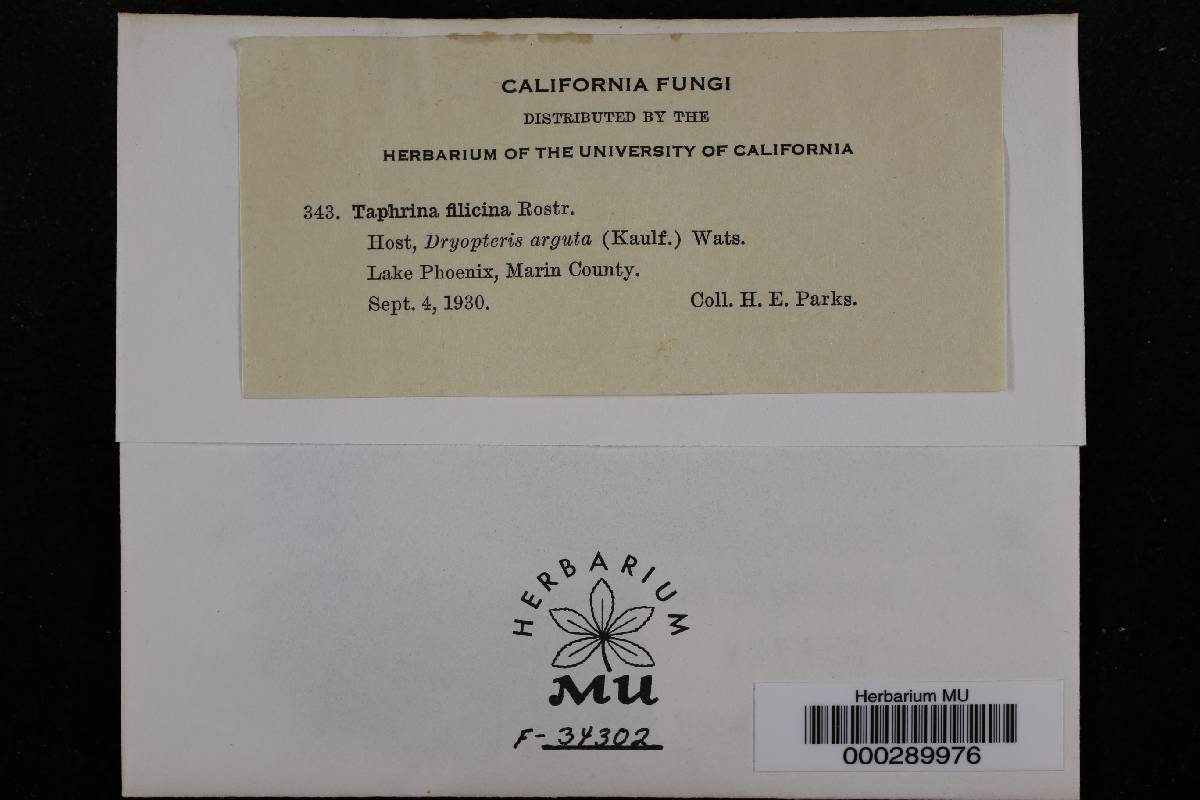 CALIFORNIA FUNGI
DISTRIBUTED BY THE
HERBARIUM OF THE UNIVERSITY OF CALIFORNIA
343. Taphrina filicina Rostr.
Host, Dryopteris arguta (Kaulf.) Wats.
Lake Phoenix, Marin County.
Sept. 4, 1930. Coll. H. E. Parks.
HERBARIUM
MU
F-34302
Herbarium MU
000289976